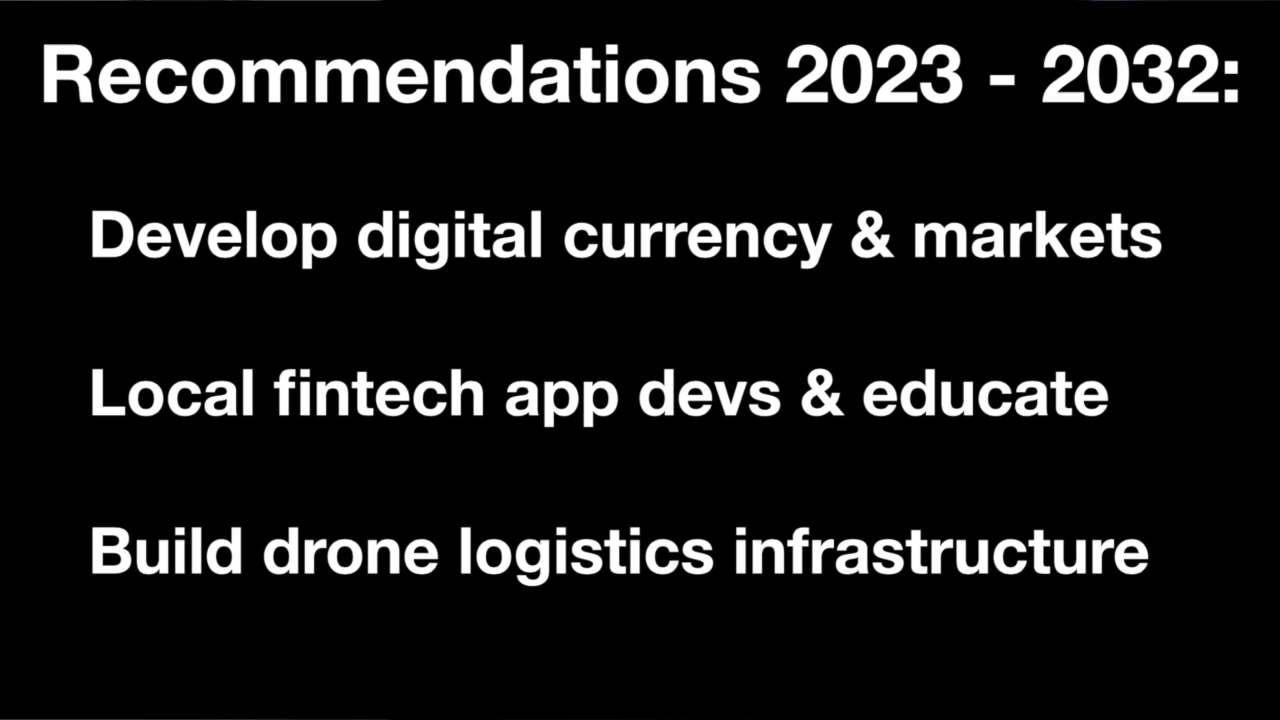 Recommendations 2023 - 2032:
Develop digital currency & markets
Local fintech app devs & educate
Build drone logistics infrastructure